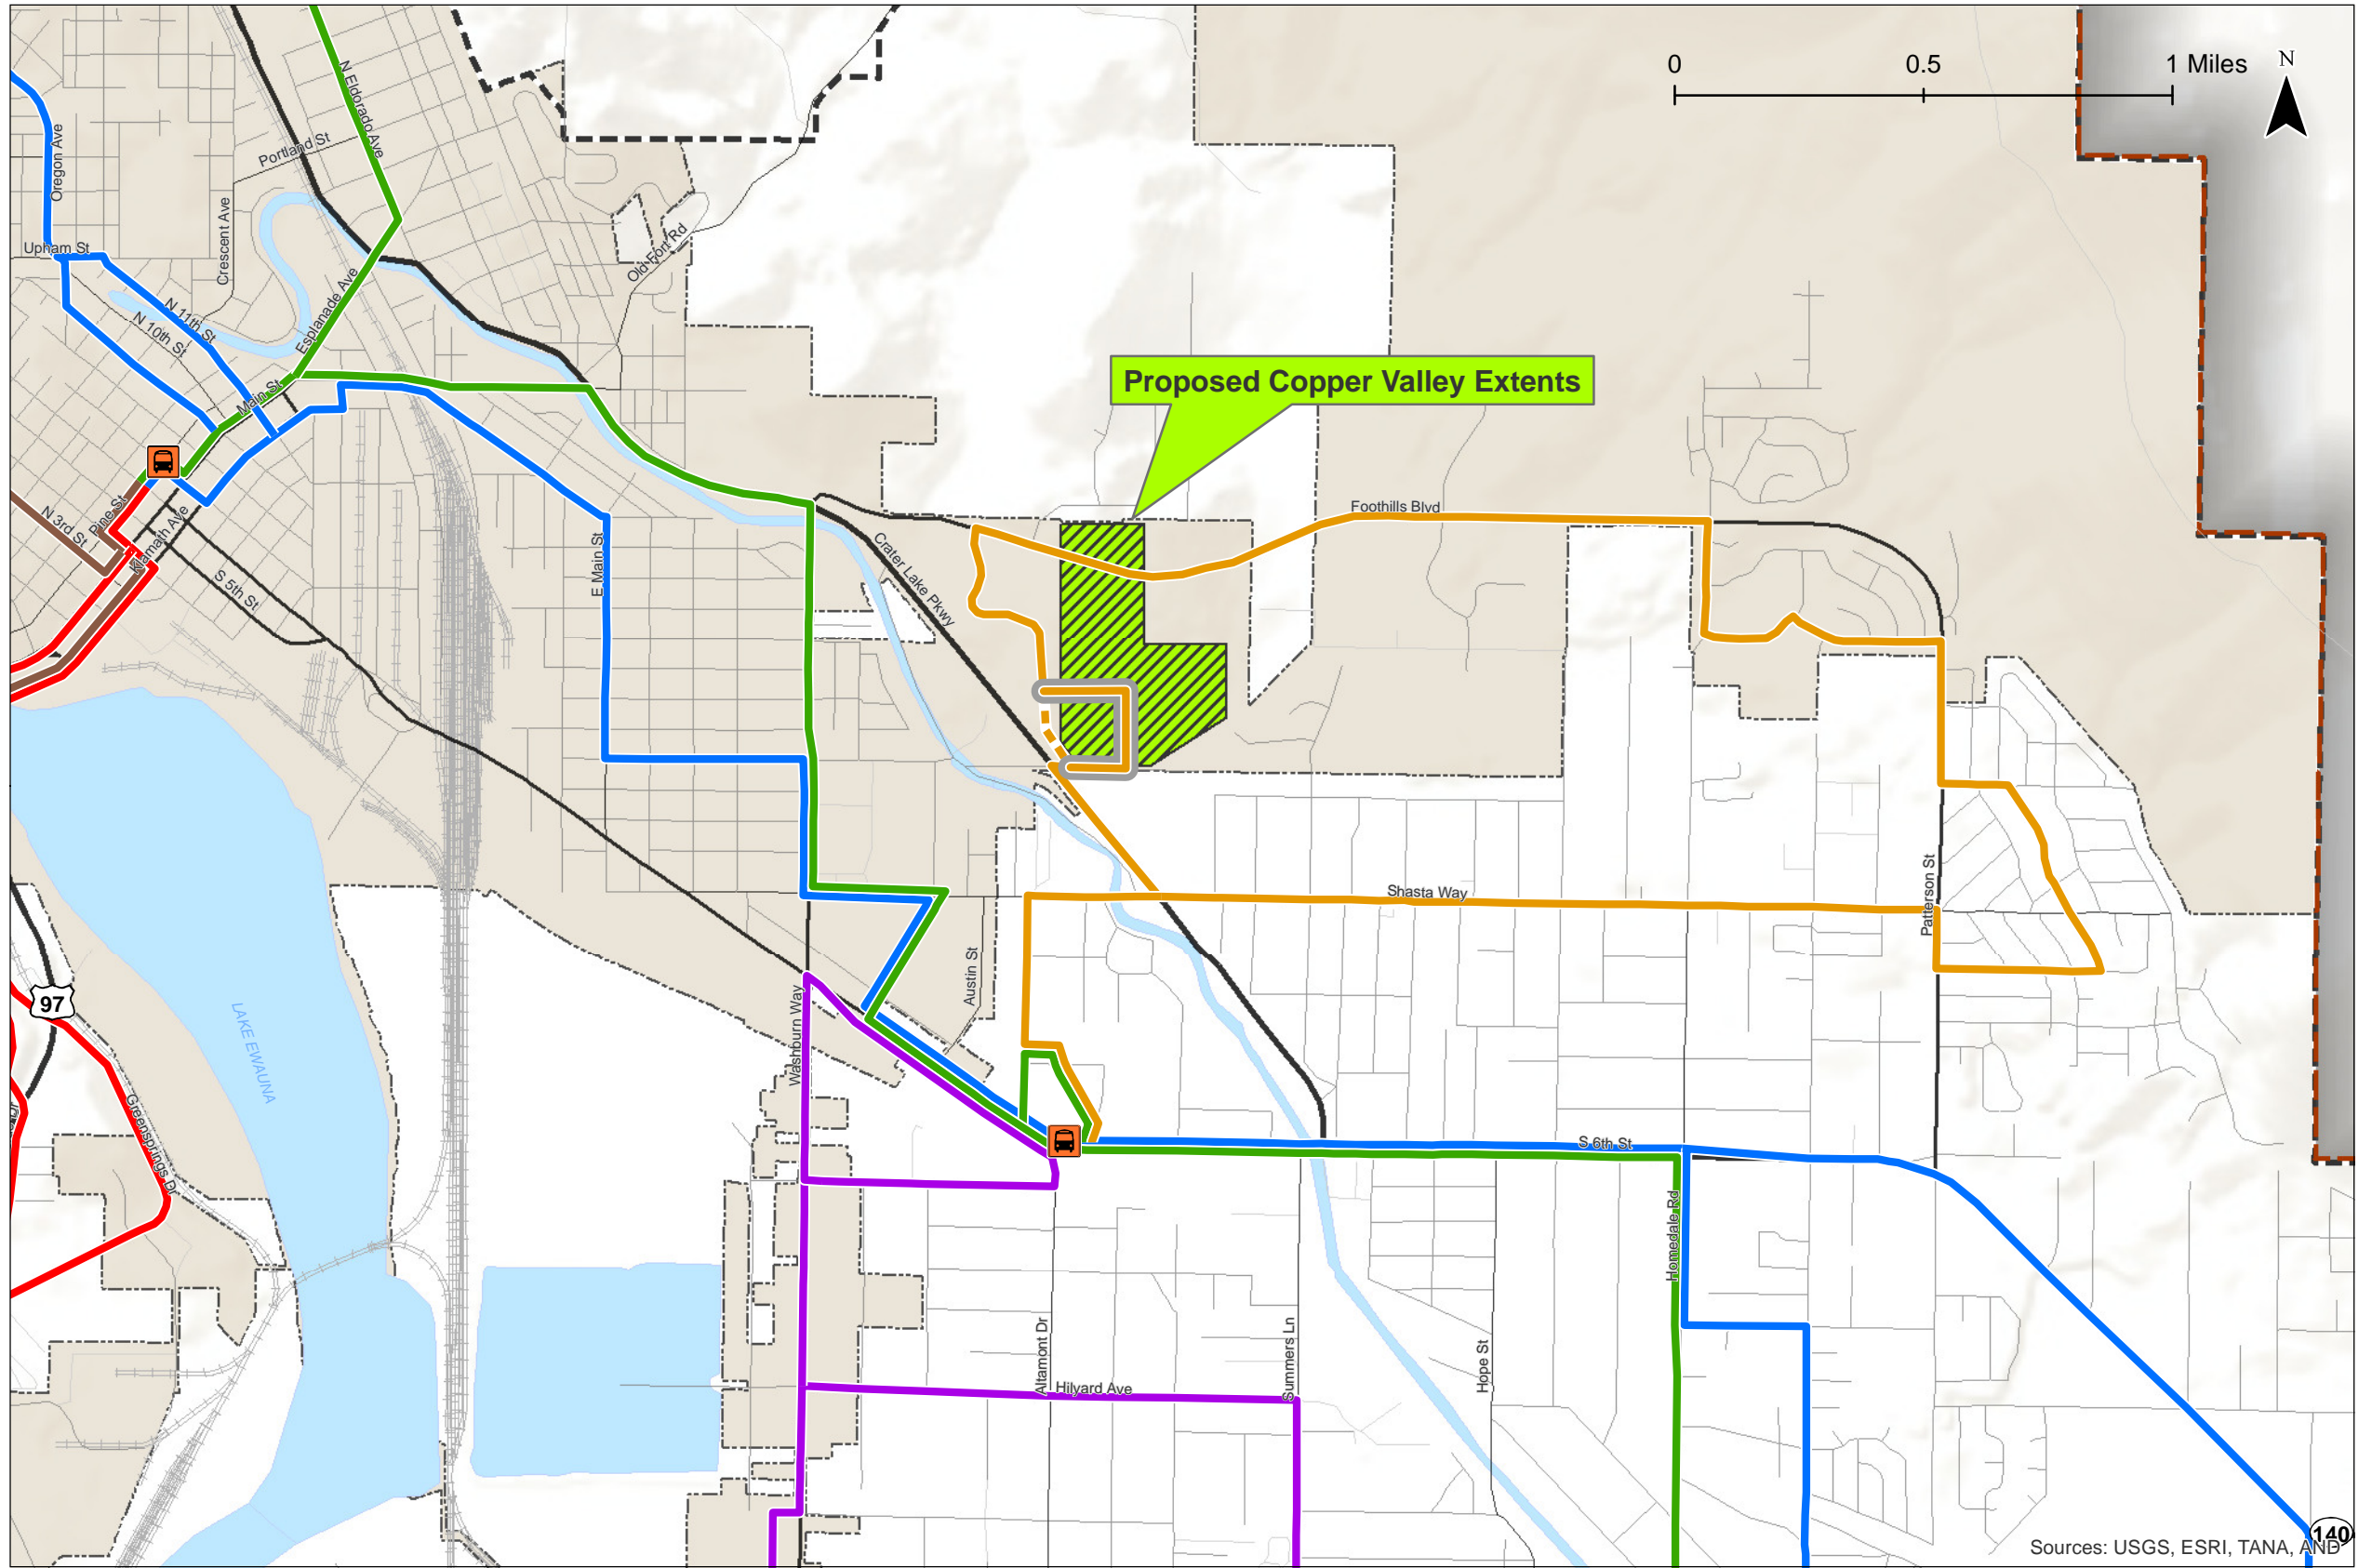 0 0.5 1 Miles
N
N Eldorado Ave
Oregon Ave
Portland St
Crescent Ave
Upham St
Old Fort Rd
Esplanade Ave
N 11th St
N 10th St
Main St
Proposed Copper Valley Extents
Pine St
N 3rd St
Klamath Ave
S 5th St
E Main St
Crater Lake Pkwy
Foothills Blvd
Shasta Way
Patterson St
Austin St
Washburn Way
97
LAKE EWAUNA
Greensprings Dr
Dr
S 6th St
Homedale Rd
Altamont Dr
Hilyard Ave
Summers Ln
Hope St
140
Sources: USGS, ESRI, TANA, AND